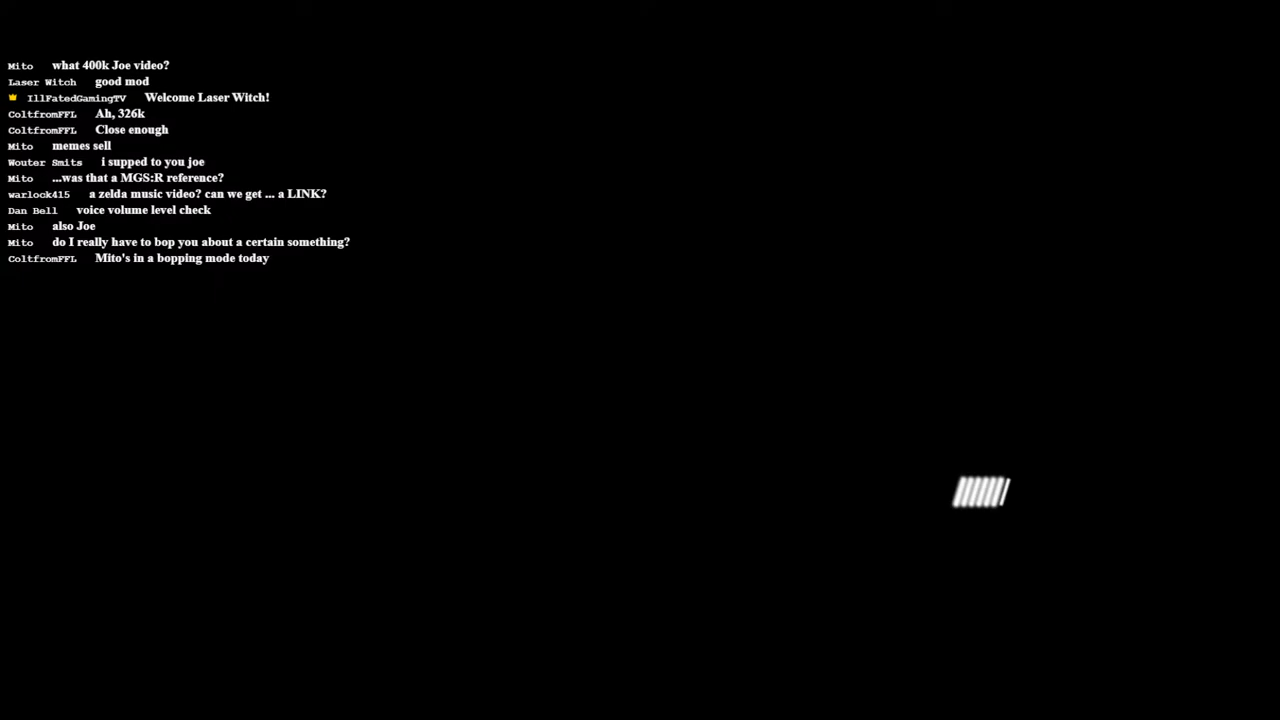 Mito what 400k Joe video?
Laser Witch good mod
IllFatedGamingTV Welcome Laser Witch!
ColtfromFFL Ah, 326k
ColtfromFFL Close enough
Mito memes sell
Wouter Smits i supped to you joe
Mito ...was that a MGS:R reference?
warlock415 a zelda music video? can we get ... a LINK?
Dan Bell voice volume level check
Mito also Joe
Mito do I really have to bop you about a certain something?
ColtfromFFL Mito's in a bopping mode today